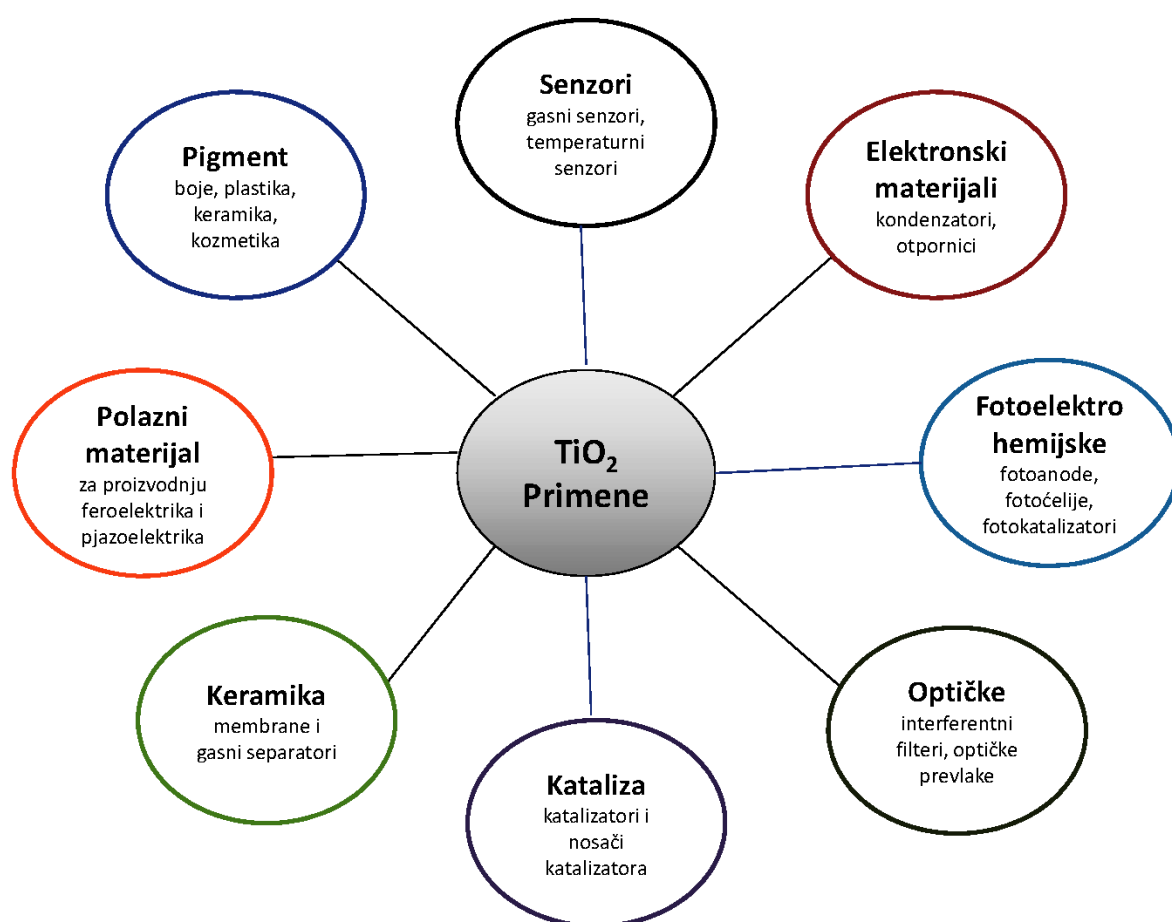 Senzori
gasni senzori,
temperaturni
senzori
Pigment
boje, plastika,
keramika,
kozmetika
Elektronski
materijali
kondenzatori,
otpornici
Polazni
materijal
za proizvodnju
feroelektrika i
pjazoelektrika
TiO₂
Primene
Fotoelektro
hemijske
fotoanode,
fotoćelije,
fotokatalizatori
Keramika
membrane i
gasni separatori
Kataliza
katalizatori i
nosači
katalizatora
Optičke
interferentni
filteri, optičke
prevlake